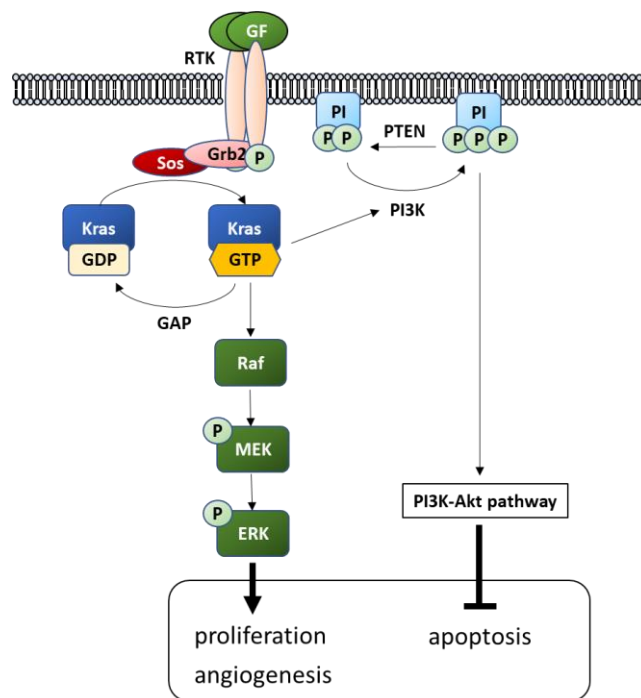 GF
RTK
PI
P P
PI
P P P
PTEN
Grb2
P
Sos
PI3K
Kras
GDP
Kras
GTP
GAP
Raf
P
MEK
P
ERK
PI3K-Akt pathway
proliferation
angiogenesis
apoptosis